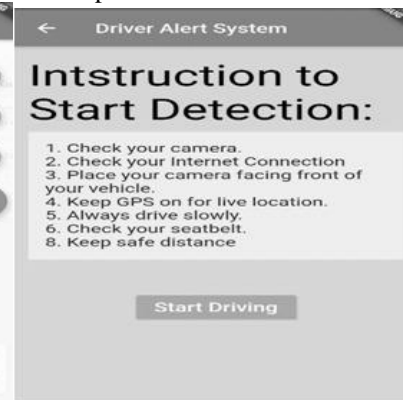 ← Driver Alert System
Intstruction to
Start Detection:
1. Check your camera.
2. Check your Internet Connection
3. Place your camera facing front of
your vehicle.
4. Keep GPS on for live location.
5. Always drive slowly.
6. Check your seatbelt.
8. Keep safe distance
Start Driving